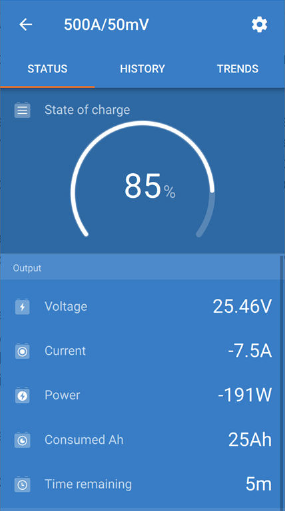 500A/50mV
STATUS HISTORY TRENDS
State of charge
85%
Output
Voltage 25.46V
Current -7.5A
Power -191W
Consumed Ah 25Ah
Time remaining 5m